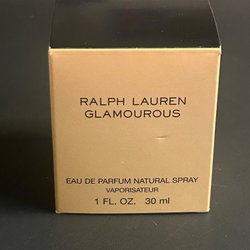 RALPH LAUREN
GLAMOUROUS
EAU DE PARFUM NATURAL SPRAY
VAPORISATEUR
1 FL. OZ. 30 ml